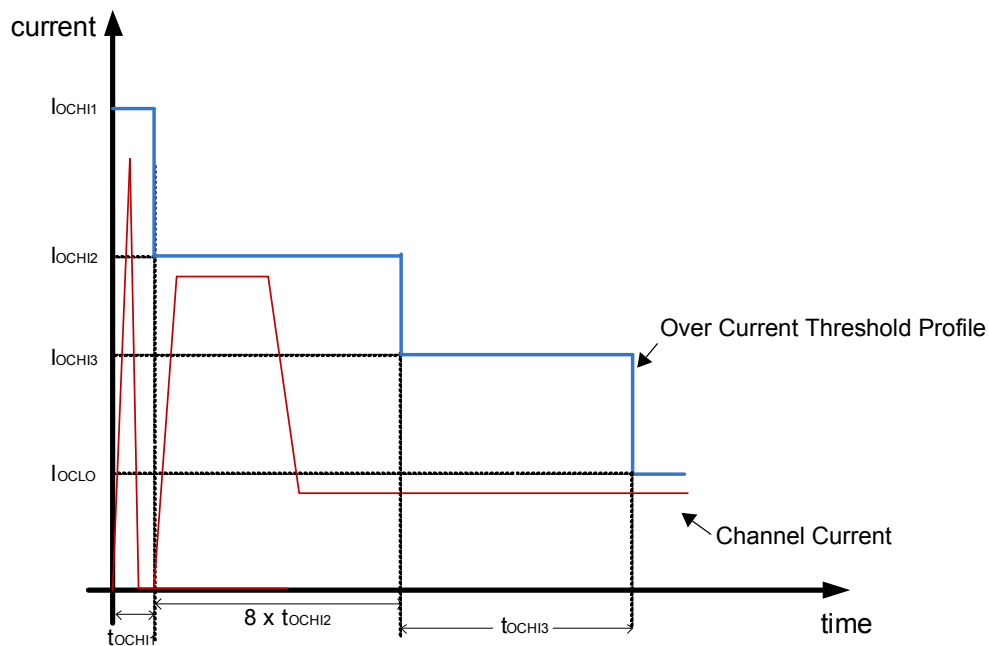 current
IOCHI1
IOCHI2
IOCHI3
IOCLO
Over Current Threshold Profile
Channel Current
tOCHI1
8 x tOCHI2
tOCHI3
time